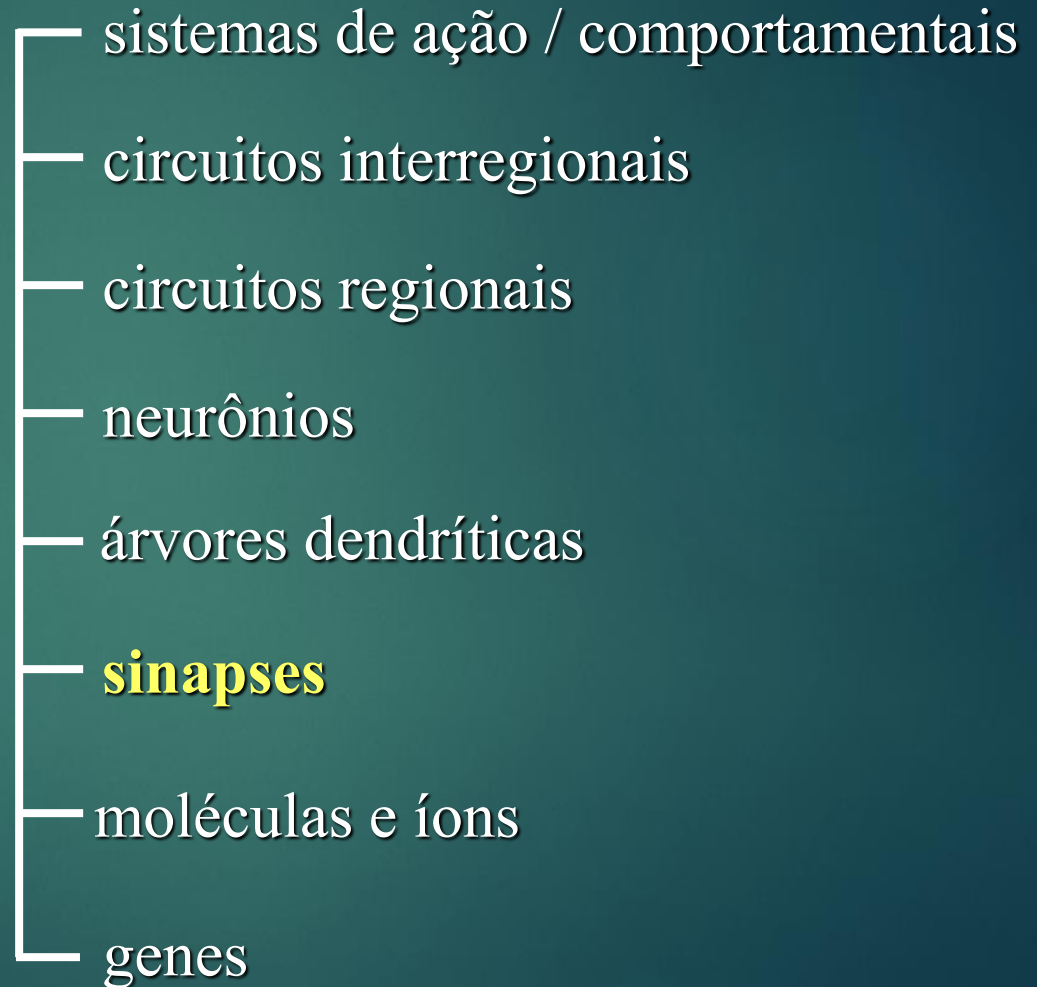 sistemas de ação / comportamentais
circuitos interregionais
circuitos regionais
neurônios
árvores dendríticas
sinapses
moléculas e íons
genes